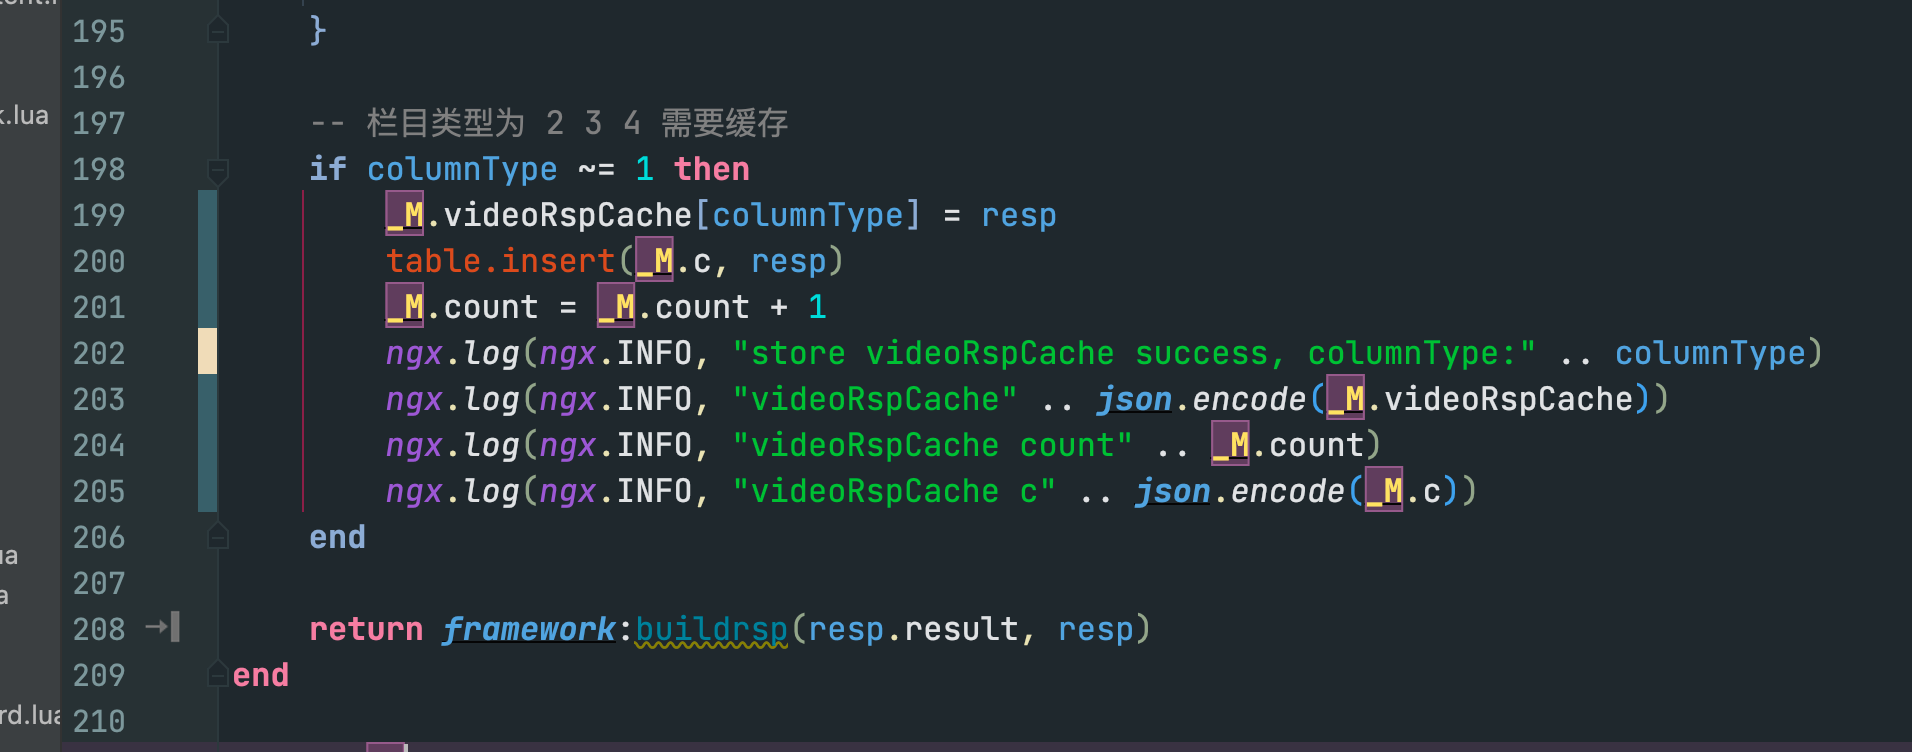 195 }
196
k.lua
197 -- 栏目类型为 2 3 4 需要缓存
198 if columnType ~= 1 then
199 _M.videoRspCache[columnType] = resp
200 table.insert(_M.c, resp)
201 _M.count = _M.count + 1
202 ngx.log(ngx.INFO, "store videoRspCache success, columnType:" .. columnType)
203 ngx.log(ngx.INFO, "videoRspCache" .. json.encode(_M.videoRspCache))
204 ngx.log(ngx.INFO, "videoRspCache count" .. _M.count)
205 ngx.log(ngx.INFO, "videoRspCache c" .. json.encode(_M.c))
206 end
ua
207
a
208 return framework:buildrsp(resp.result, resp)
209 end
rd.lua
210